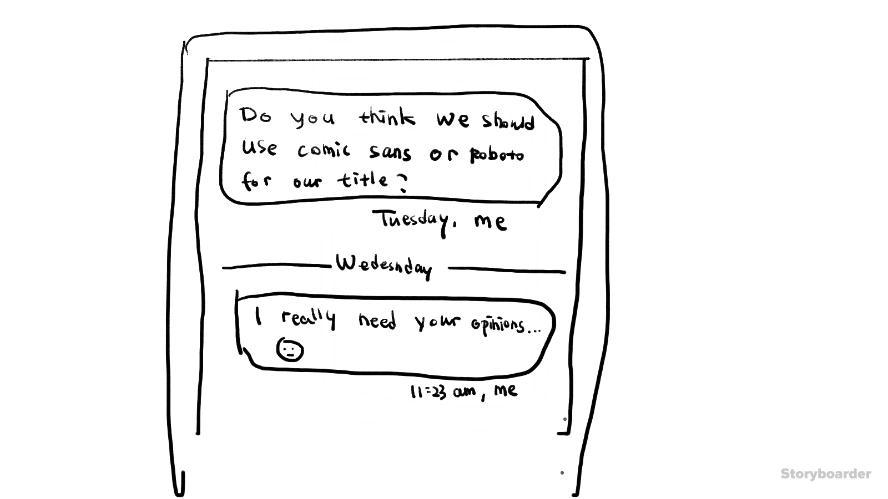 Do you think we should
use comic sans or roboto
for our title?
Tuesday, me
Wedesnday
I really need your opinions...
11:23 am, me
Storyboarder